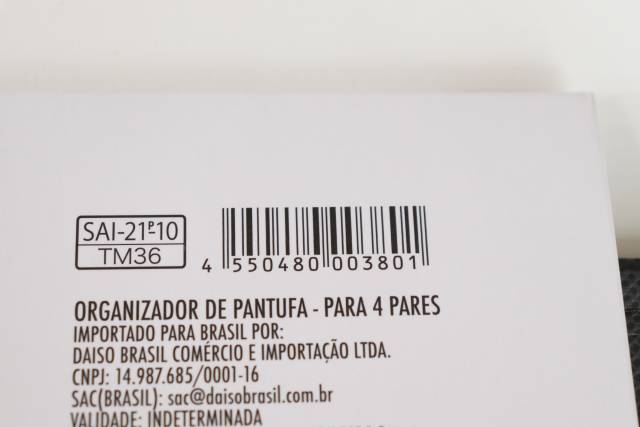 SAI-21P10
TM36
4 550480 003801
ORGANIZADOR DE PANTUFA - PARA 4 PARES
IMPORTADO PARA BRASIL POR:
DAISO BRASIL COMÉRCIO E IMPORTAÇÃO LTDA.
CNPJ: 14.987.685/0001-16
SAC(BRASIL): sac@daisobrasil.com.br
VALIDADE: INDETERMINADA